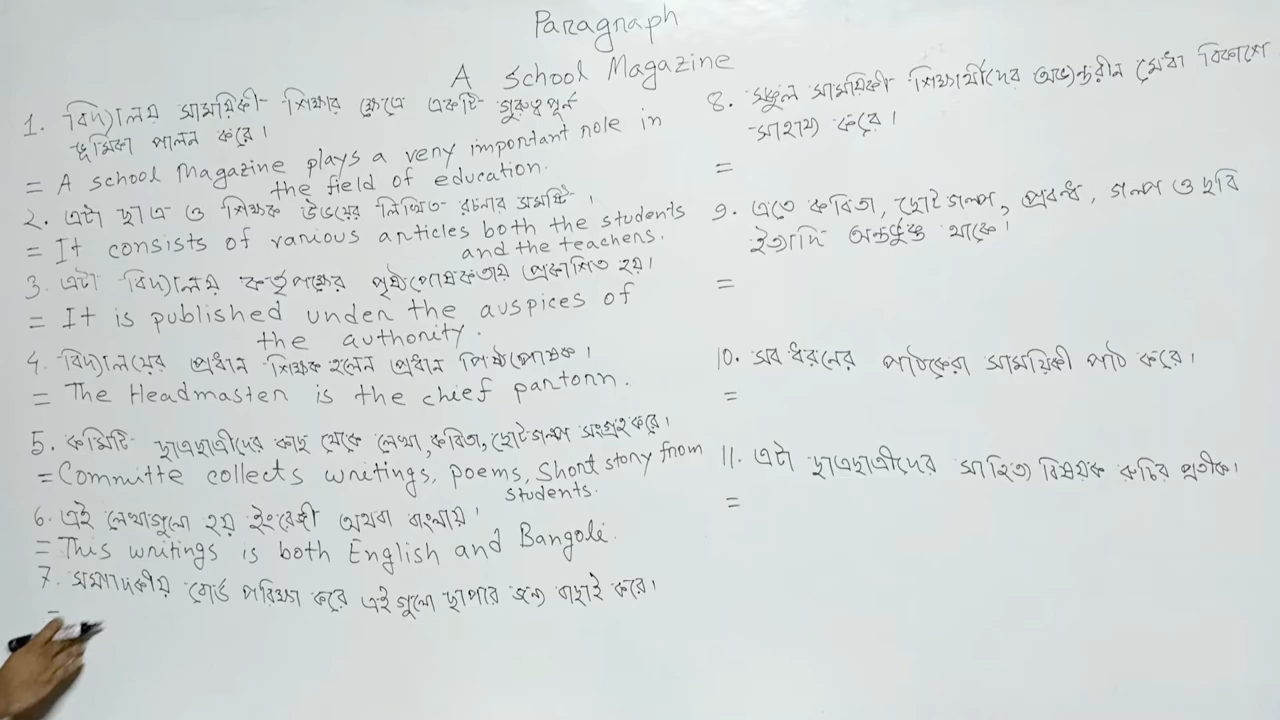 Paragraph
A School Magazine
1. বিদ্যালয় সাময়িকী শিক্ষার ক্ষেত্রে একটি গুরুত্বপূর্ন
ভূমিকা পালন করে।
= A school Magazine plays a very important role in
the field of education.
২. এটা ছাত্র ও শিক্ষক উভয়ের লিখিত রচনার সমষ্টি।
= It consists of various articles both the students
and the teachers.
3. এটা বিদ্যালয় কর্তৃপক্ষের পৃষ্ঠপোষকতায় প্রকাশিত হয়।
= It is published under the auspices of
the authority.
4. বিদ্যালয়ের প্রধান শিক্ষক হলেন প্রধান পিষ্ঠপোষক।
= The Headmaster is the chief partorn.
5. কমিটি ছাত্রছাত্রীদের কাছ থেকে লেখা, কবিতা, ছোটগল্প সংগ্রহ করে।
= Committe collects writings, poems, Short story from
students.
6. এই লেখাগুলো হয় ইংরেজী অথবা বাংলায়।
= This writings is both English and Bangoli.
7. সম্পাদকীয় বোর্ড পরিক্ষা করে এইগুলো ছাপার জন্য বাছাই করে।
=
8. স্কুল সাময়িকী শিক্ষার্থীদের অভ্যন্তরীন মেধা বিকাশে
সাহায্য করে।
=
9. এতে কবিতা, ছোটগল্প, প্রবন্ধ, গল্প ও ছবি
ইত্যাদি অন্তর্ভুক্ত থাকে।
=
10. সব ধরনের পাঠকেরা সাময়িকী পাঠ করে।
=
11. এটা ছাত্রছাত্রীদের সাহিত্য বিষয়ক রুচির প্রতীক।
=